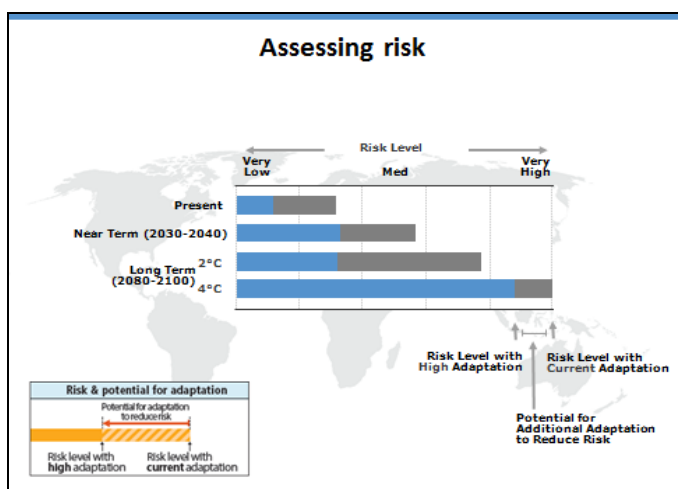 Assessing risk
Risk Level
Very
Low
Med
Very
High
Present
Near Term (2030-2040)
2°C
Long Term
(2080-2100)
4°C
Risk Level with
High Adaptation
Risk Level with
Current Adaptation
Potential for
Additional Adaptation
to Reduce Risk
Risk & potential for adaptation
Potential for adaptation
to reduce risk
Risk level with
high adaptation
Risk level with
current adaptation